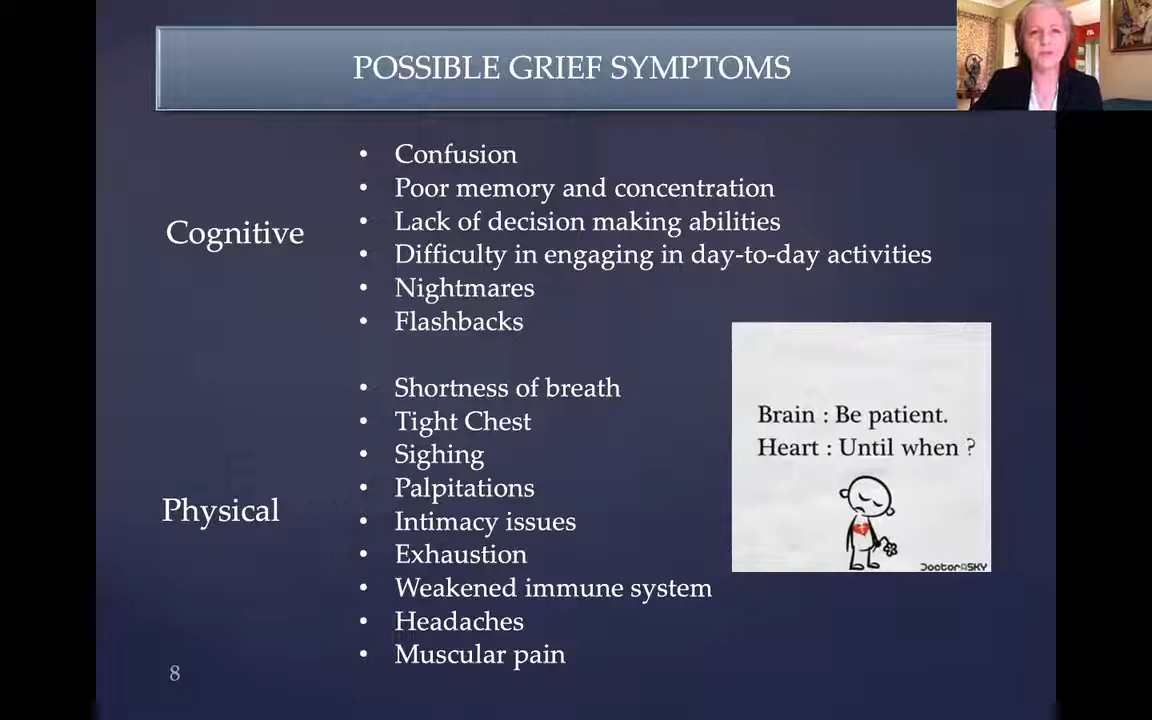 POSSIBLE GRIEF SYMPTOMS
Cognitive
• Confusion
• Poor memory and concentration
• Lack of decision making abilities
• Difficulty in engaging in day-to-day activities
• Nightmares
• Flashbacks
Physical
• Shortness of breath
• Tight Chest
• Sighing
• Palpitations
• Intimacy issues
• Exhaustion
• Weakened immune system
• Headaches
• Muscular pain
Brain : Be patient.
Heart : Until when ?
DoctorASKY
8